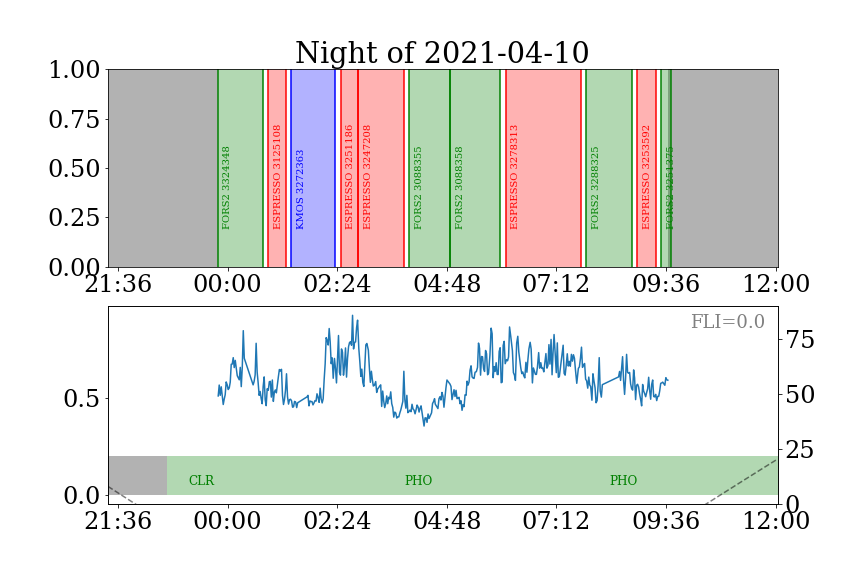 Night of 2021-04-10
1.00
0.75
0.50
0.25
0.00
FORS2 3324348
ESPRESSO 3125108
KMOS 3272363
ESPRESSO 3251186
ESPRESSO 3247208
FORS2 3088355
FORS2 3088358
ESPRESSO 3278313
FORS2 3288325
ESPRESSO 3253592
FORS2 3251275
21:36 00:00 02:24 04:48 07:12 09:36 12:00
FLI=0.0
0.5
0.0
75
50
25
0
CLR PHO PHO
21:36 00:00 02:24 04:48 07:12 09:36 12:00